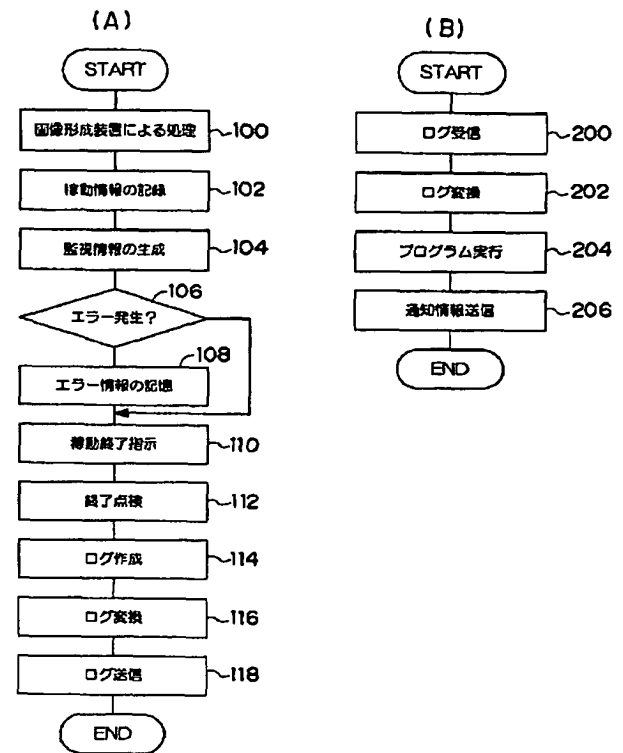 (A)
START
画像形成装置による処理 100
稼動情報の記録 102
監視情報の生成 104
エラー発生? 106
エラー情報の記憶 108
稼動終了指示 110
終了点検 112
ログ作成 114
ログ変換 116
ログ送信 118
END
(B)
START
ログ受信 200
ログ変換 202
プログラム実行 204
通知情報送信 206
END